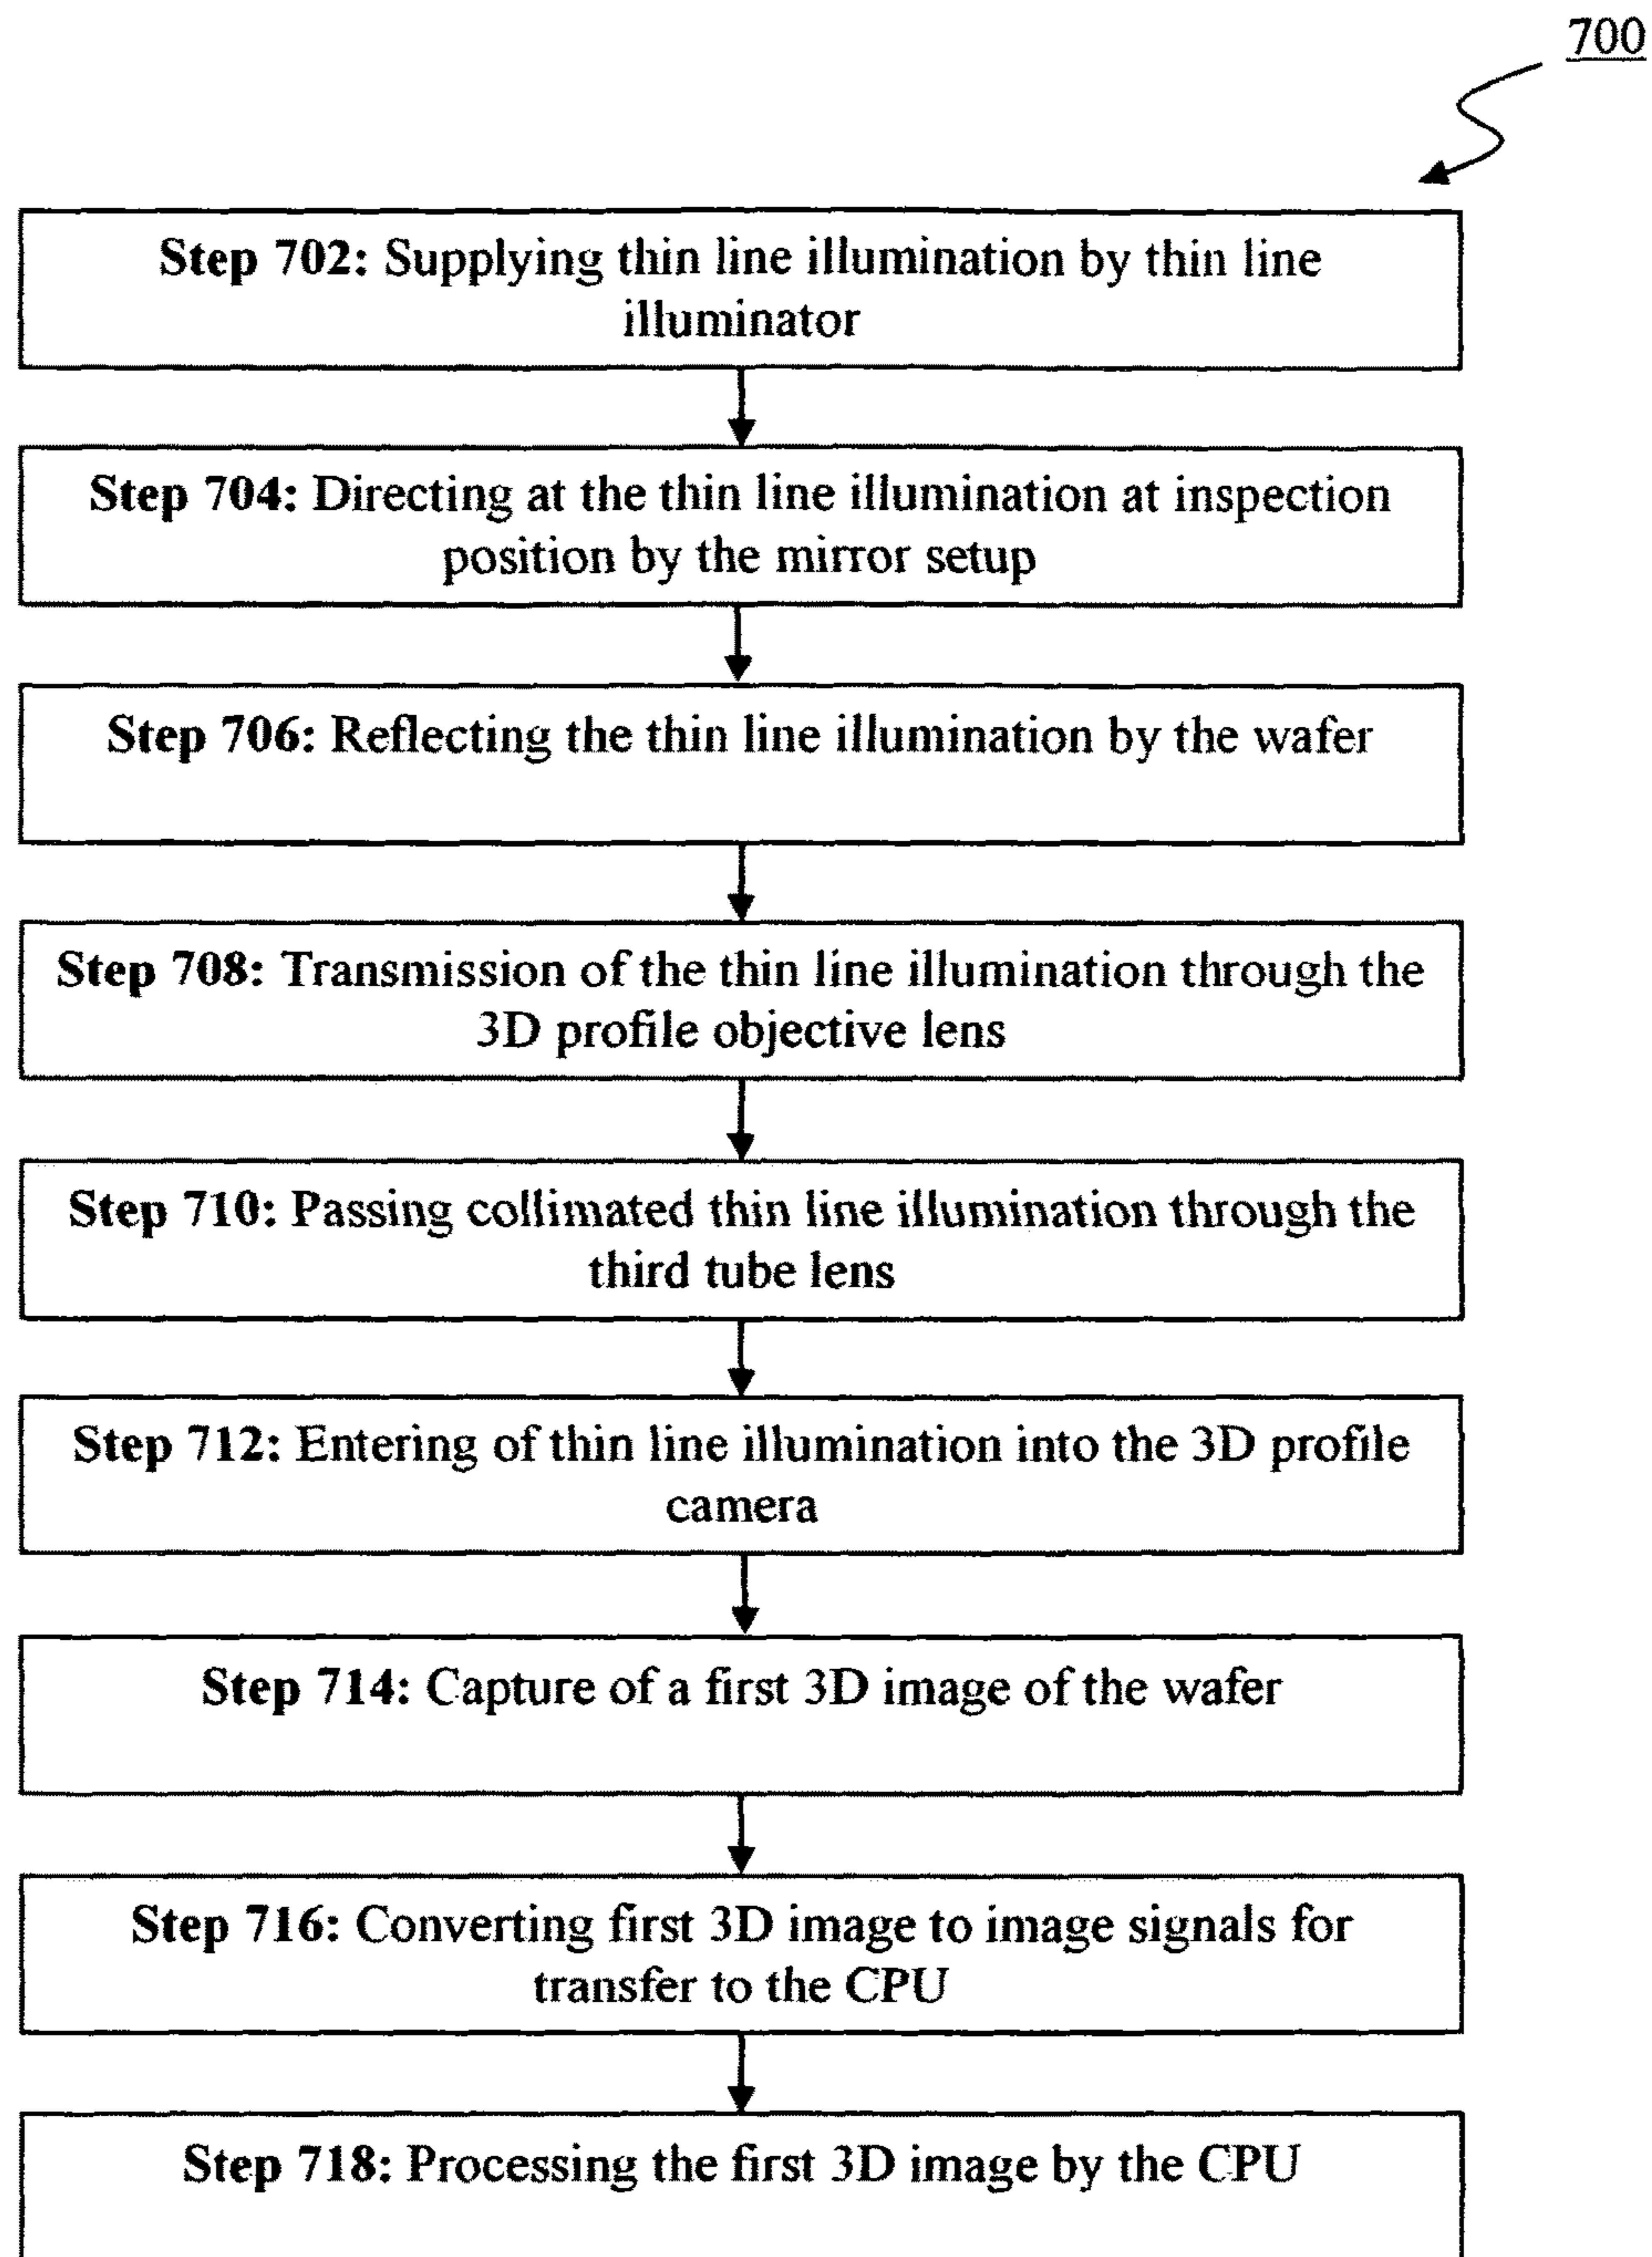 700
Step 702: Supplying thin line illumination by thin line
illuminator
Step 704: Directing at the thin line illumination at inspection
position by the mirror setup
Step 706: Reflecting the thin line illumination by the wafer
Step 708: Transmission of the thin line illumination through the
3D profile objective lens
Step 710: Passing collimated thin line illumination through the
third tube lens
Step 712: Entering of thin line illumination into the 3D profile
camera
Step 714: Capture of a first 3D image of the wafer
Step 716: Converting first 3D image to image signals for
transfer to the CPU
Step 718: Processing the first 3D image by the CPU